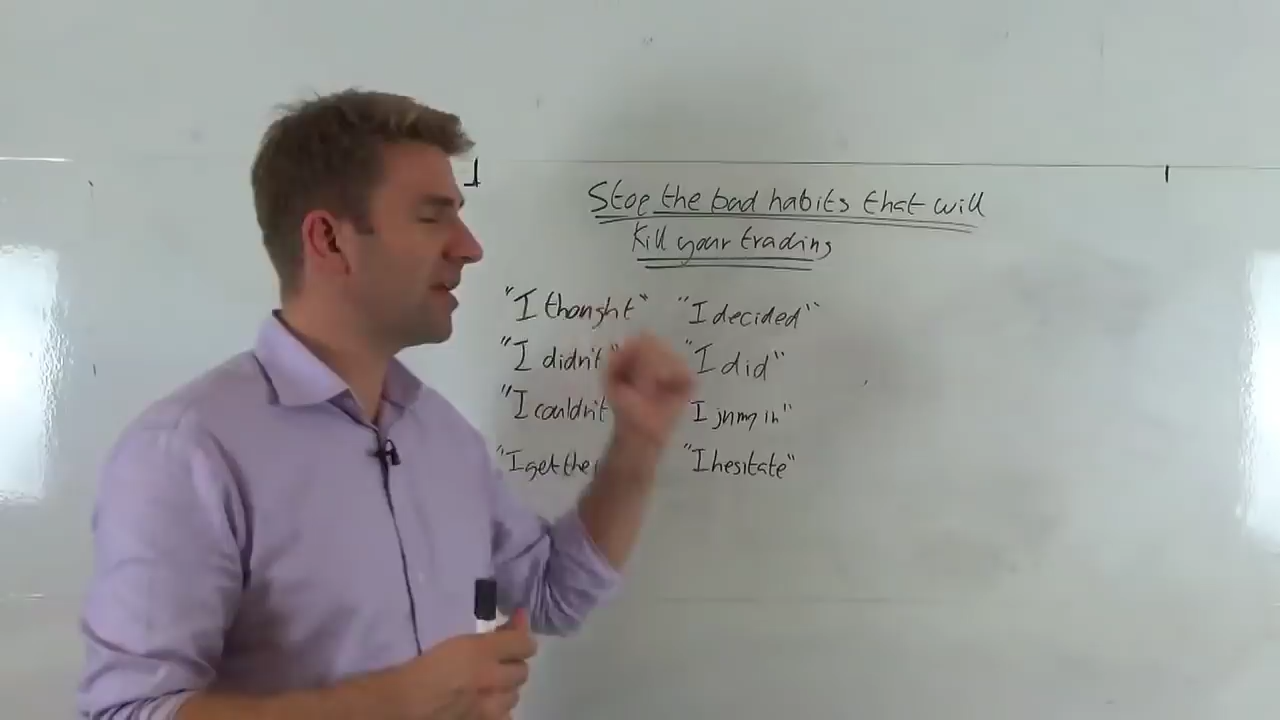 Stop the bad habits that will
Kill your trading
"I thought" "I decided"
"I didn't" "I did"
"I couldn't I jump in"
"I get the "I hesitate"